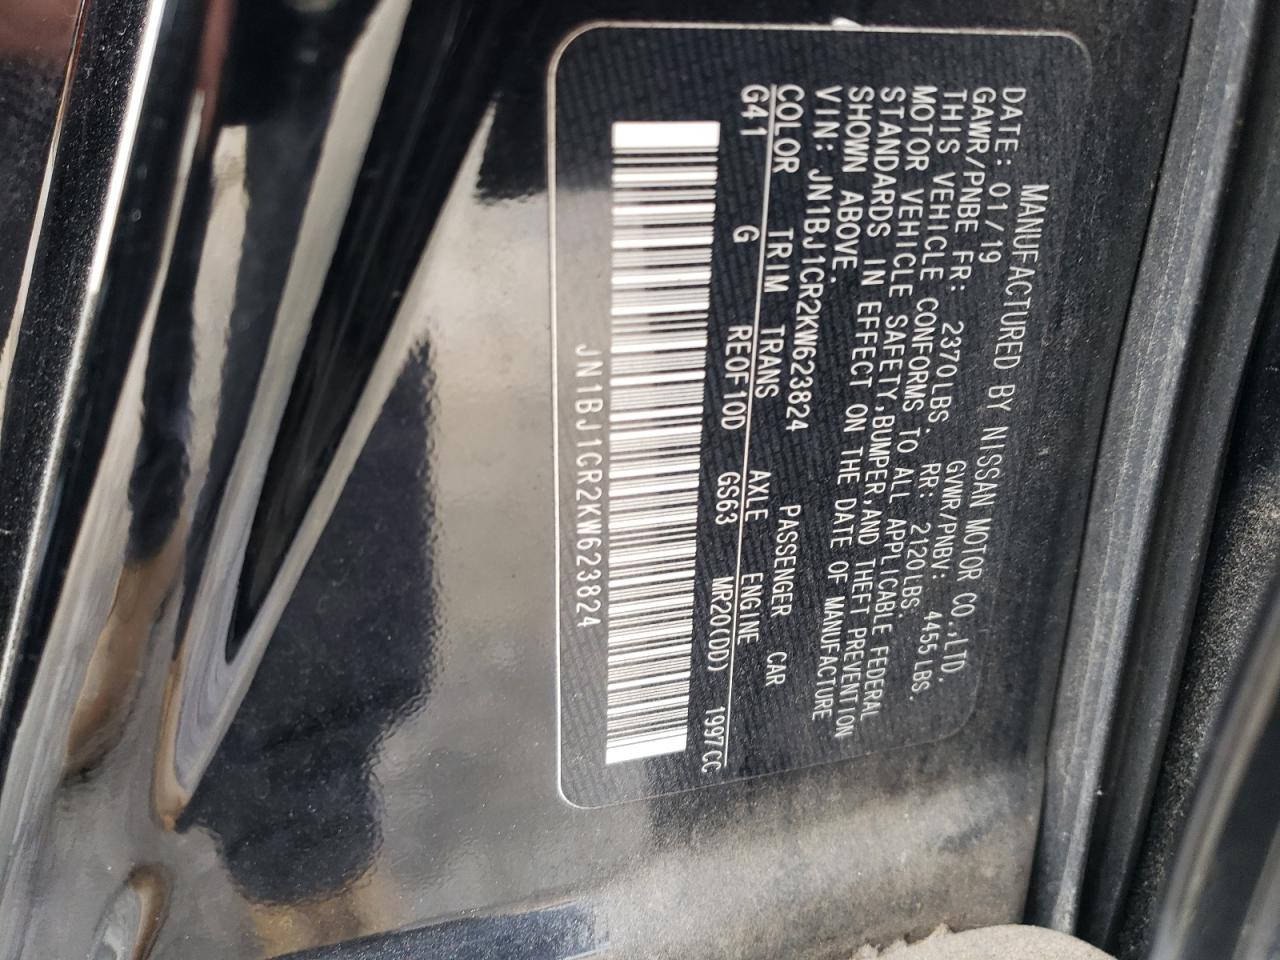 MANUFACTURED BY NISSAN MOTOR CO.,LTD.
DATE: 01/19 GVWR/PNBV: 4455LBS.
GAWR/PNBE FR: 2370LBS. RR: 2120LBS.
THIS VEHICLE CONFORMS TO ALL APPLICABLE FEDERAL
MOTOR VEHICLE SAFETY,BUMPER,AND THEFT PREVENTION
STANDARDS IN EFFECT ON THE DATE OF MANUFACTURE
SHOWN ABOVE.
VIN: JN1BJ1CR2KW623824 PASSENGER CAR
COLOR TRIM TRANS AXLE ENGINE
G41 G RE0F10D GS63 MR20(DD) 1997CC
JN1BJ1CR2KW623824